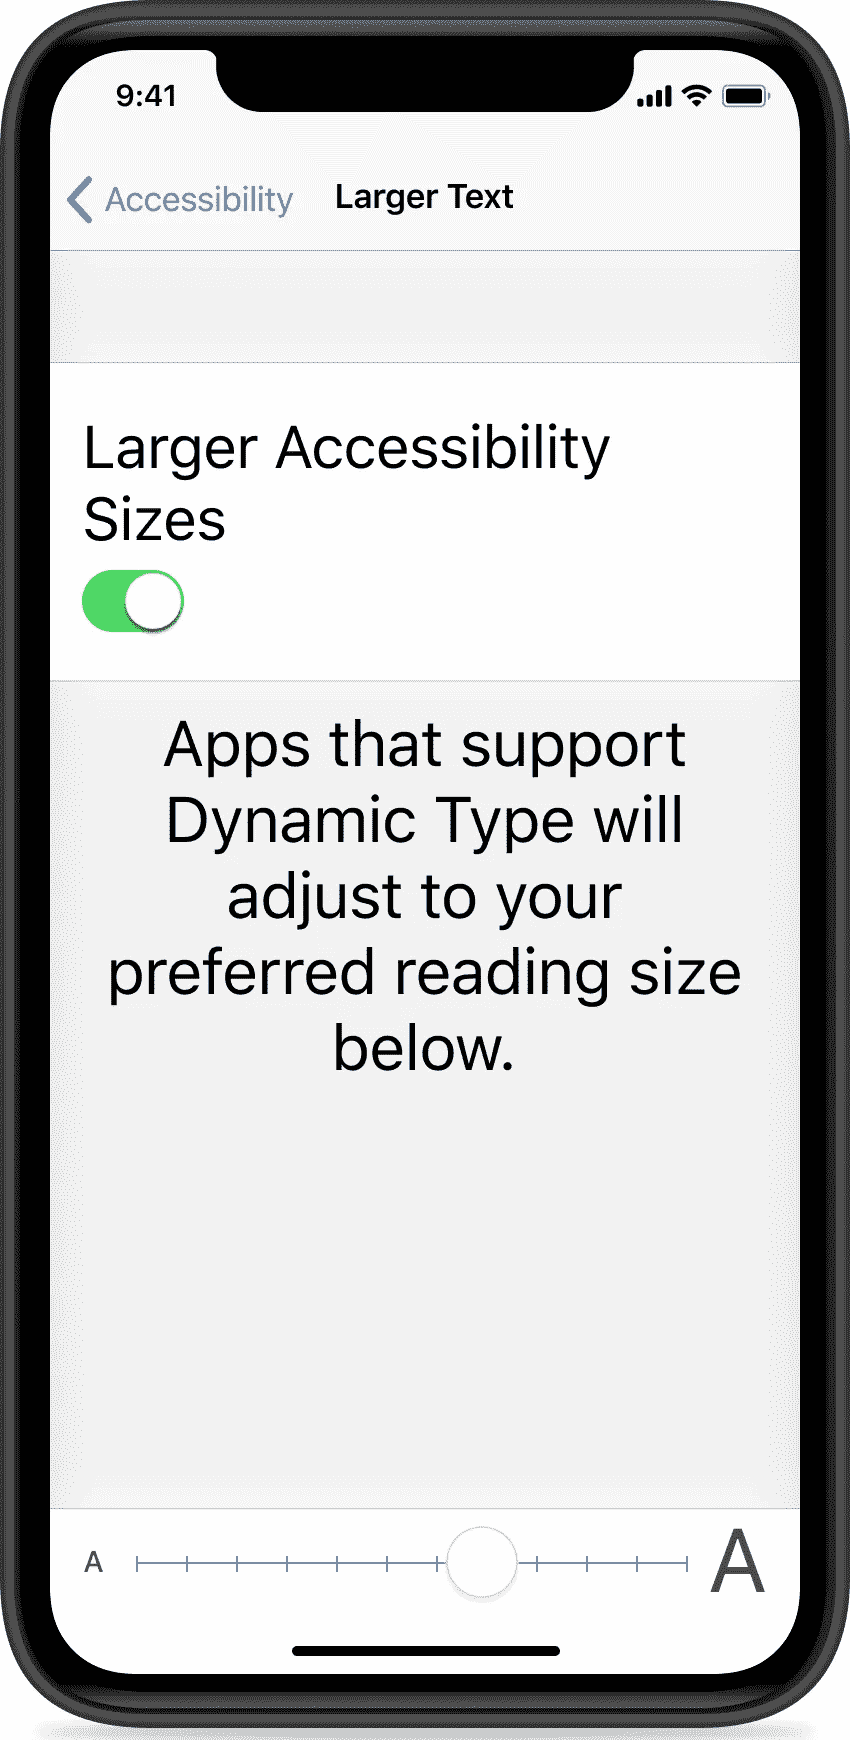 9:41
Accessibility
Larger Text
Larger Accessibility
Sizes
Apps that support
Dynamic Type will
adjust to your
preferred reading size
below.
A
A